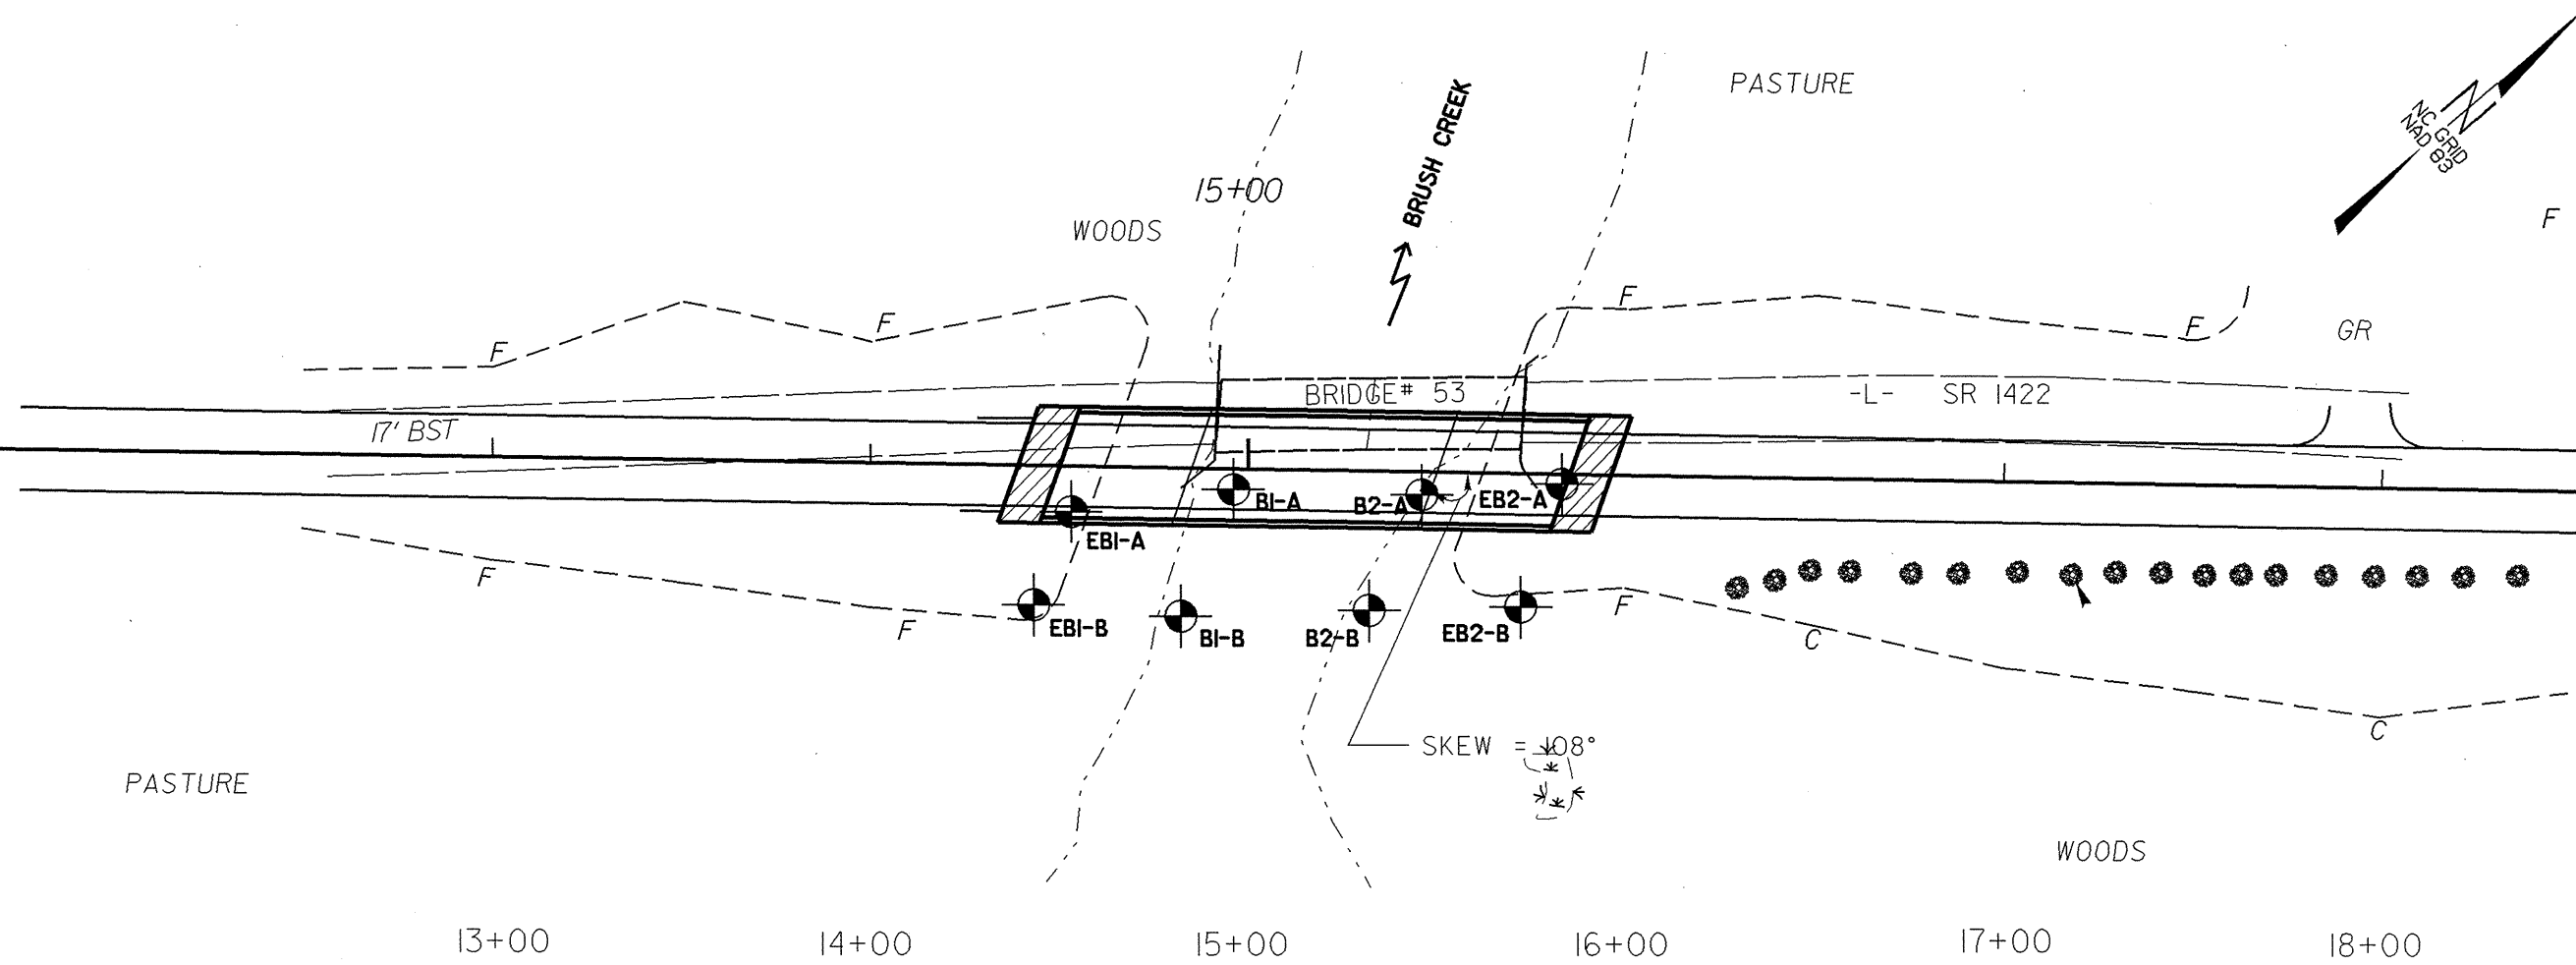 PASTURE
NC GRID
NAD 83
BRUSH CREEK
15+00
WOODS
F
F
F
F
F
F
GR
BRIDGE# 53
-L- SR 1422
17' BST
B1-A
B2-A
EB2-A
EB1-A
F
EB1-B
F
B1-B
B2-B
EB2-B
F
C
C
SKEW = 108°
PASTURE
WOODS
13+00
14+00
15+00
16+00
17+00
18+00